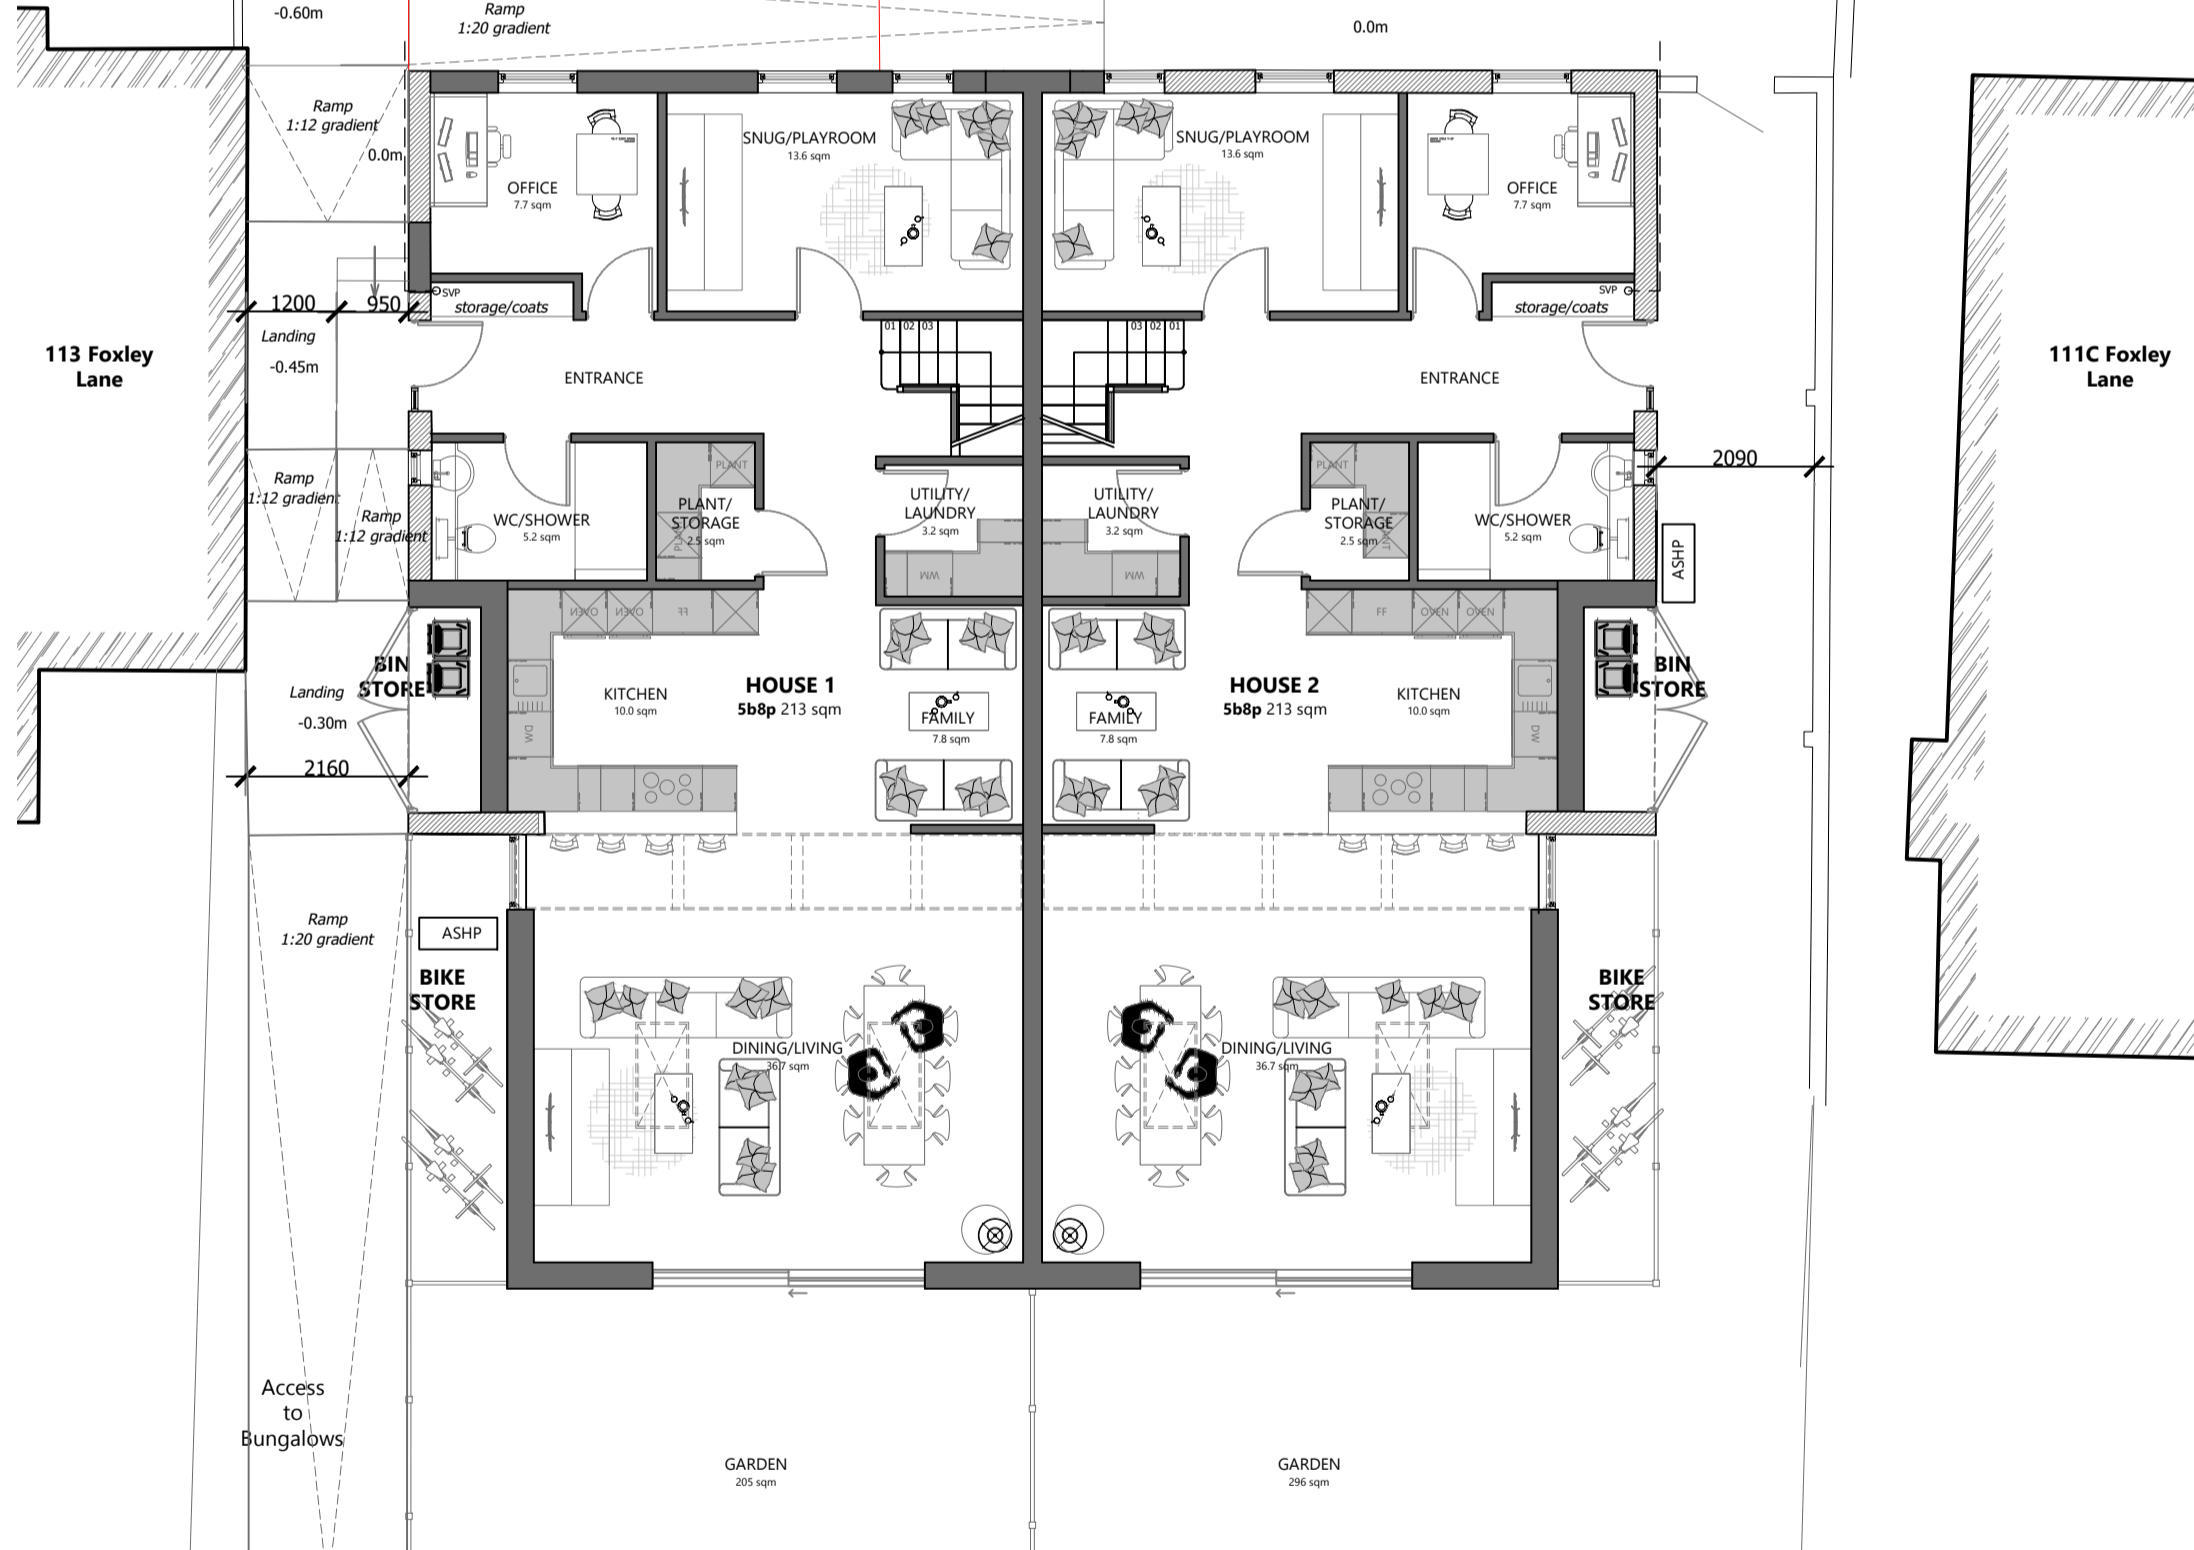 -0.60m
Ramp
1:20 gradient
0.0m
Ramp
1:12 gradient
0.0m
OFFICE
7.7 sqm
SNUG/PLAYROOM
13.6 sqm
SNUG/PLAYROOM
13.6 sqm
OFFICE
7.7 sqm
1200
950
SVP
storage/coats
SVP
storage/coats
01 02 03
03 02 01
Landing
-0.45m
113 Foxley
Lane
111C Foxley
Lane
ENTRANCE
ENTRANCE
2090
Ramp
1:12 gradient
Ramp
1:12 gradient
WC/SHOWER
5.2 sqm
PLANT
PLANT/
STORAGE
2.5 sqm
PLANT
UTILITY/
LAUNDRY
3.2 sqm
WM
UTILITY/
LAUNDRY
3.2 sqm
WM
PLANT
PLANT/
STORAGE
2.5 sqm
PLANT
WC/SHOWER
5.2 sqm
ASHP
OVEN
OVEN
FF
FF
OVEN
OVEN
BIN
STORE
KITCHEN
10.0 sqm
DW
HOUSE 1
5b8p 213 sqm
FAMILY
7.8 sqm
FAMILY
7.8 sqm
HOUSE 2
5b8p 213 sqm
KITCHEN
10.0 sqm
DW
BIN
STORE
Landing
-0.30m
2160
Ramp
1:20 gradient
ASHP
BIKE
STORE
BIKE
STORE
DINING/LIVING
36.7 sqm
DINING/LIVING
36.7 sqm
Access
to
Bungalows
GARDEN
205 sqm
GARDEN
296 sqm